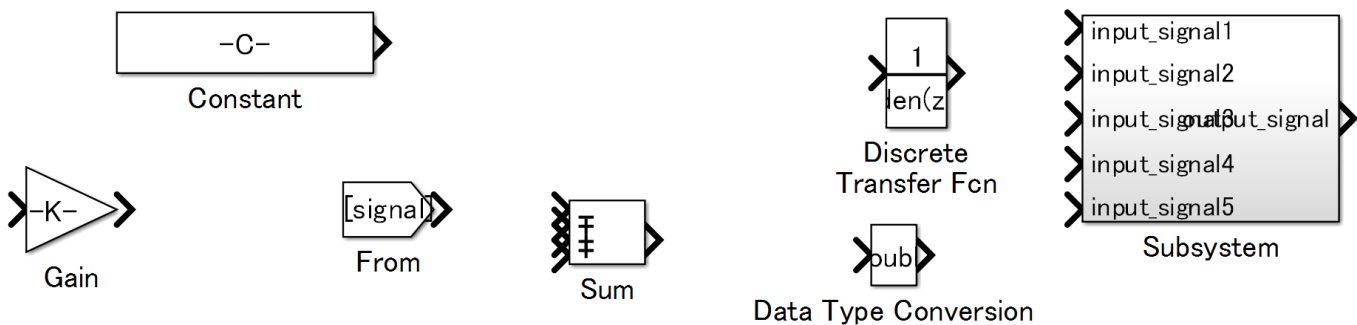 -C-
Constant
-K-
Gain
[signal]
From
Sum
1
den(z
Discrete
Transfer Fcn
oub
Data Type Conversion
input_signal1
input_signal2
input_signal3
output_signal
input_signal4
input_signal5
Subsystem